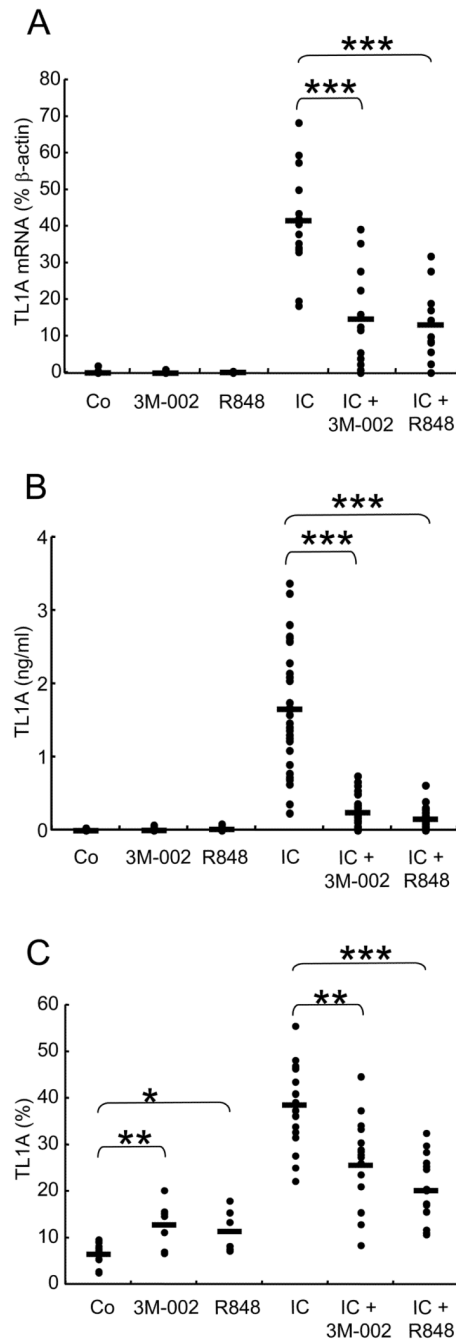 A
***
***
80
70
60
50
40
30
20
10
0
TL1A mRNA (% β-actin)
Co 3M-002 R848 IC IC + IC +
3M-002 R848
B
***
***
4
3
2
1
0
TL1A (ng/ml)
Co 3M-002 R848 IC IC + IC +
3M-002 R848
C
***
**
*
**
60
50
40
30
20
10
0
TL1A (%)
Co 3M-002 R848 IC IC + IC +
3M-002 R848